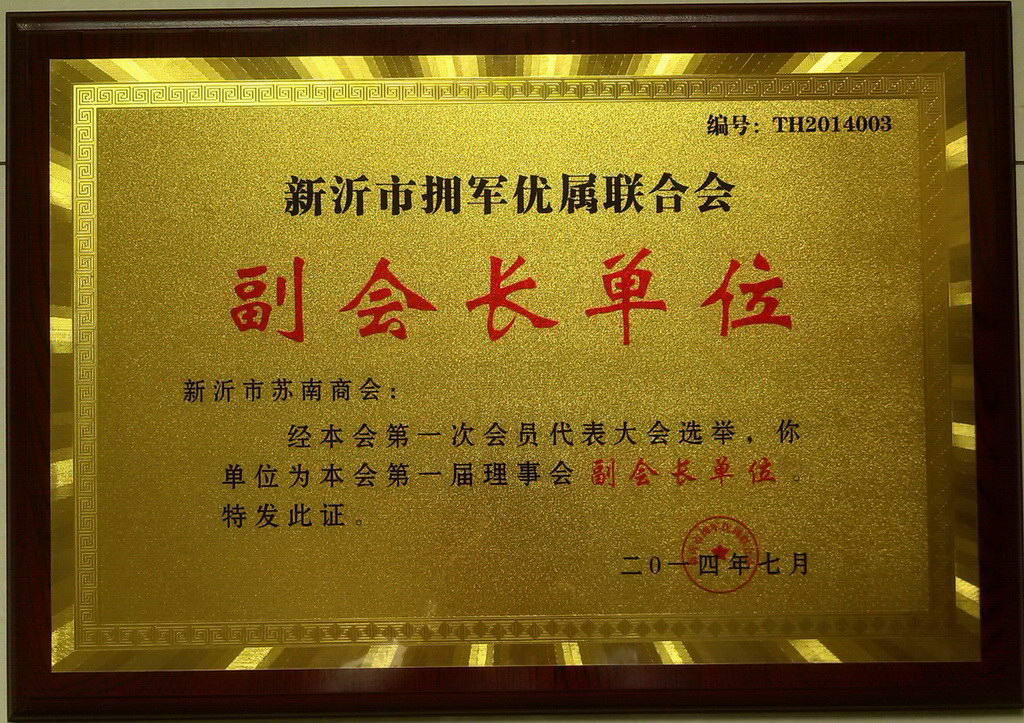 编号：TH2014003
新沂市拥军优属联合会
副会长单位
新沂市苏南商会：
经本会第一次会员代表大会选举，你
单位为本会第一届理事会副会长单位。
特发此证。
二0一四年七月